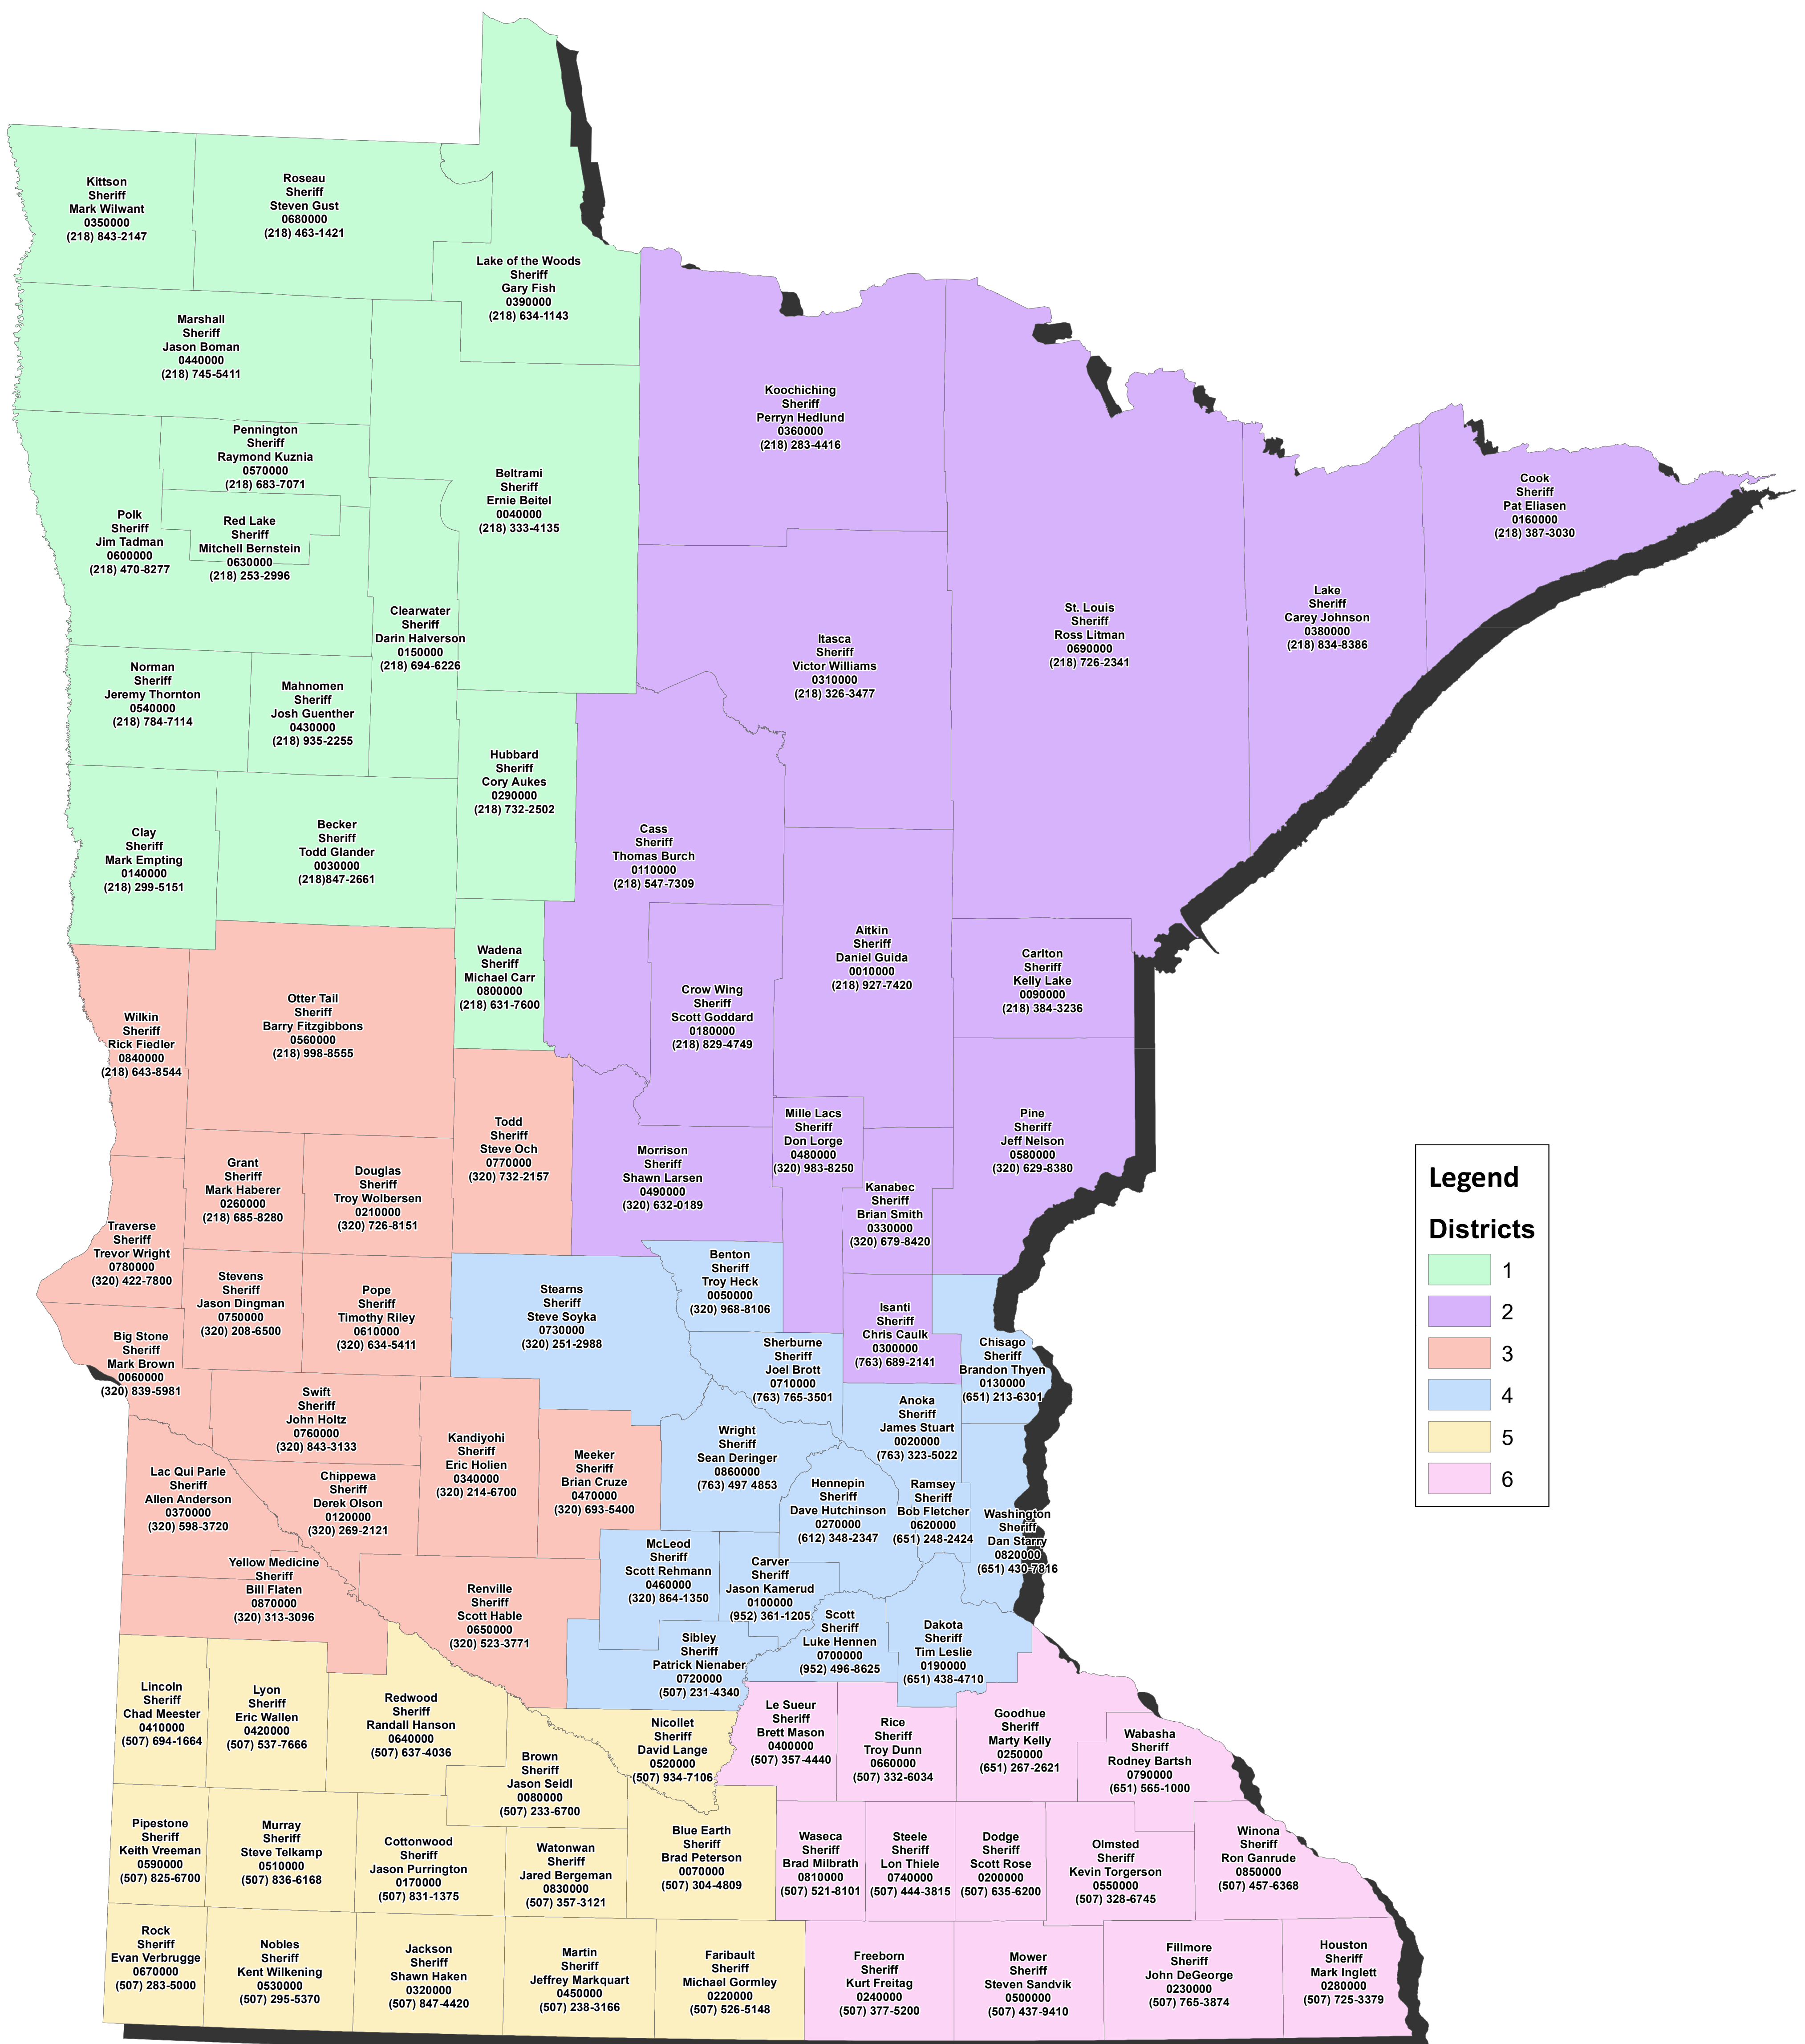 Kittson
Sheriff
Mark Wilwant
0350000
(218) 843-2147
Roseau
Sheriff
Steven Gust
0680000
(218) 463-1421
Lake of the Woods
Sheriff
Gary Fish
0390000
(218) 634-1143
Marshall
Sheriff
Jason Boman
0440000
(218) 745-5411
Koochiching
Sheriff
Perryn Hedlund
0360000
(218) 283-4416
Pennington
Sheriff
Raymond Kuznia
0570000
(218) 683-7071
Beltrami
Sheriff
Ernie Beitel
0040000
(218) 333-4135
Cook
Sheriff
Pat Eliasen
0160000
(218) 387-3030
Polk
Sheriff
Jim Tadman
0600000
(218) 470-8277
Red Lake
Sheriff
Mitchell Bernstein
0630000
(218) 253-2996
Lake
Sheriff
Carey Johnson
0380000
(218) 834-8386
St. Louis
Sheriff
Ross Litman
0690000
(218) 726-2341
Clearwater
Sheriff
Darin Halverson
0150000
(218) 694-6226
Itasca
Sheriff
Victor Williams
0310000
(218) 326-3477
Norman
Sheriff
Jeremy Thornton
0540000
(218) 784-7114
Mahnomen
Sheriff
Josh Guenther
0430000
(218) 935-2255
Hubbard
Sheriff
Cory Aukes
0290000
(218) 732-2502
Clay
Sheriff
Mark Empting
0140000
(218) 299-5151
Becker
Sheriff
Todd Glander
0030000
(218)847-2661
Cass
Sheriff
Thomas Burch
0110000
(218) 547-7309
Aitkin
Sheriff
Daniel Guida
0010000
(218) 927-7420
Wadena
Sheriff
Michael Carr
0800000
(218) 631-7600
Carlton
Sheriff
Kelly Lake
0090000
(218) 384-3236
Crow Wing
Sheriff
Scott Goddard
0180000
(218) 829-4749
Otter Tail
Sheriff
Barry Fitzgibbons
0560000
(218) 998-8555
Wilkin
Sheriff
Rick Fiedler
0840000
(218) 643-8544
Todd
Sheriff
Steve Och
0770000
(320) 732-2157
Mille Lacs
Sheriff
Don Lorge
0480000
(320) 983-8250
Pine
Sheriff
Jeff Nelson
0580000
(320) 629-8380
Morrison
Sheriff
Shawn Larsen
0490000
(320) 632-0189
Grant
Sheriff
Mark Haberer
0260000
(218) 685-8280
Douglas
Sheriff
Troy Wolbersen
0210000
(320) 726-8151
Kanabec
Sheriff
Brian Smith
0330000
(320) 679-8420
Traverse
Sheriff
Trevor Wright
0780000
(320) 422-7800
Benton
Sheriff
Troy Heck
0050000
(320) 968-8106
Stevens
Sheriff
Jason Dingman
0750000
(320) 208-6500
Pope
Sheriff
Timothy Riley
0610000
(320) 634-5411
Stearns
Sheriff
Steve Soyka
0730000
(320) 251-2988
Isanti
Sheriff
Chris Caulk
0300000
(763) 689-2141
Big Stone
Sheriff
Mark Brown
0060000
(320) 839-5981
Sherburne
Sheriff
Joel Brott
0710000
(763) 765-3501
Chisago
Sheriff
Brandon Thyen
0130000
(651) 213-6301
Swift
Sheriff
John Holtz
0760000
(320) 843-3133
Anoka
Sheriff
James Stuart
0020000
(763) 323-5022
Kandiyohi
Sheriff
Eric Holien
0340000
(320) 214-6700
Wright
Sheriff
Sean Deringer
0860000
(763) 497 4853
Meeker
Sheriff
Brian Cruze
0470000
(320) 693-5400
Lac Qui Parle
Sheriff
Allen Anderson
0370000
(320) 598-3720
Chippewa
Sheriff
Derek Olson
0120000
(320) 269-2121
Hennepin
Sheriff
Dave Hutchinson
0270000
(612) 348-2347
Ramsey
Sheriff
Bob Fletcher
0620000
(651) 248-2424
Washington
Sheriff
Dan Starry
0820000
(651) 430-7816
McLeod
Sheriff
Scott Rehmann
0460000
(320) 864-1350
Carver
Sheriff
Jason Kamerud
0100000
(952) 361-1205
Yellow Medicine
Sheriff
Bill Flaten
0870000
(320) 313-3096
Renville
Sheriff
Scott Hable
0650000
(320) 523-3771
Scott
Sheriff
Luke Hennen
0700000
(952) 496-8625
Dakota
Sheriff
Tim Leslie
0190000
(651) 438-4710
Sibley
Sheriff
Patrick Nienaber
0720000
(507) 231-4340
Lincoln
Sheriff
Chad Meester
0410000
(507) 694-1664
Lyon
Sheriff
Eric Wallen
0420000
(507) 537-7666
Redwood
Sheriff
Randall Hanson
0640000
(507) 637-4036
Nicollet
Sheriff
David Lange
0520000
(507) 934-7106
Le Sueur
Sheriff
Brett Mason
0400000
(507) 357-4440
Rice
Sheriff
Troy Dunn
0660000
(507) 332-6034
Goodhue
Sheriff
Marty Kelly
0250000
(651) 267-2621
Wabasha
Sheriff
Rodney Bartsh
0790000
(651) 565-1000
Brown
Sheriff
Jason Seidl
0080000
(507) 233-6700
Pipestone
Sheriff
Keith Vreeman
0590000
(507) 825-6700
Murray
Sheriff
Steve Telkamp
0510000
(507) 836-6168
Cottonwood
Sheriff
Jason Purrington
0170000
(507) 831-1375
Watonwan
Sheriff
Jared Bergeman
0830000
(507) 357-3121
Blue Earth
Sheriff
Brad Peterson
0070000
(507) 304-4809
Waseca
Sheriff
Brad Milbrath
0810000
(507) 521-8101
Steele
Sheriff
Lon Thiele
0740000
(507) 444-3815
Dodge
Sheriff
Scott Rose
0200000
(507) 635-6200
Olmsted
Sheriff
Kevin Torgerson
0550000
(507) 328-6745
Winona
Sheriff
Ron Ganrude
0850000
(507) 457-6368
Rock
Sheriff
Evan Verbrugge
0670000
(507) 283-5000
Nobles
Sheriff
Kent Wilkening
0530000
(507) 295-5370
Jackson
Sheriff
Shawn Haken
0320000
(507) 847-4420
Martin
Sheriff
Jeffrey Markquart
0450000
(507) 238-3166
Faribault
Sheriff
Michael Gormley
0220000
(507) 526-5148
Freeborn
Sheriff
Kurt Freitag
0240000
(507) 377-5200
Mower
Sheriff
Steven Sandvik
0500000
(507) 437-9410
Fillmore
Sheriff
John DeGeorge
0230000
(507) 765-3874
Houston
Sheriff
Mark Inglett
0280000
(507) 725-3379
Legend
Districts
1
2
3
4
5
6